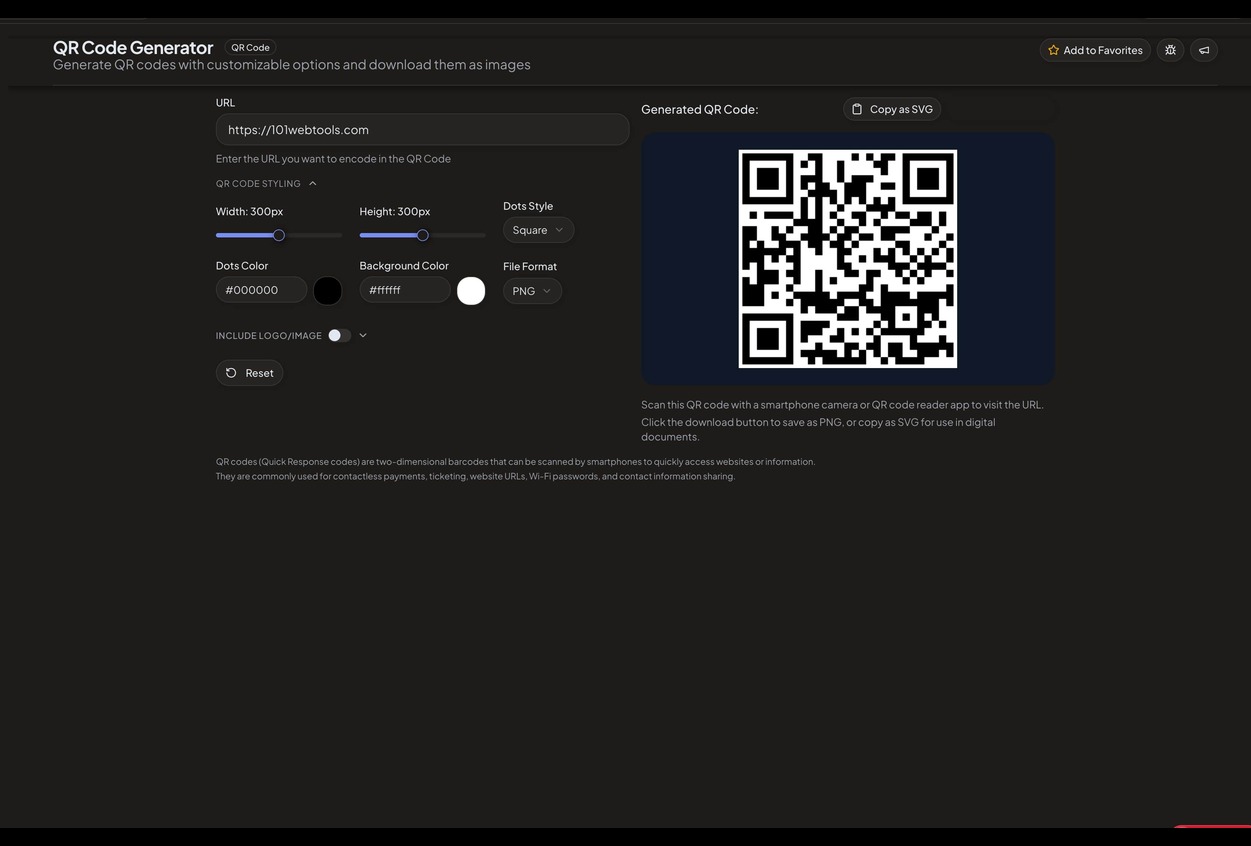 QR Code Generator
QR Code
Generate QR codes with customizable options and download them as images
Add to Favorites
URL
https://101webtools.com
Enter the URL you want to encode in the QR Code
QR CODE STYLING
Width: 300px
Height: 300px
Dots Style
Square
Dots Color
#000000
Background Color
#ffffff
File Format
PNG
INCLUDE LOGO/IMAGE
Reset
Generated QR Code:
Copy as SVG
Scan this QR code with a smartphone camera or QR code reader app to visit the URL.
Click the download button to save as PNG, or copy as SVG for use in digital
documents.
QR codes (Quick Response codes) are two-dimensional barcodes that can be scanned by smartphones to quickly access websites or information.
They are commonly used for contactless payments, ticketing, website URLs, Wi-Fi passwords, and contact information sharing.